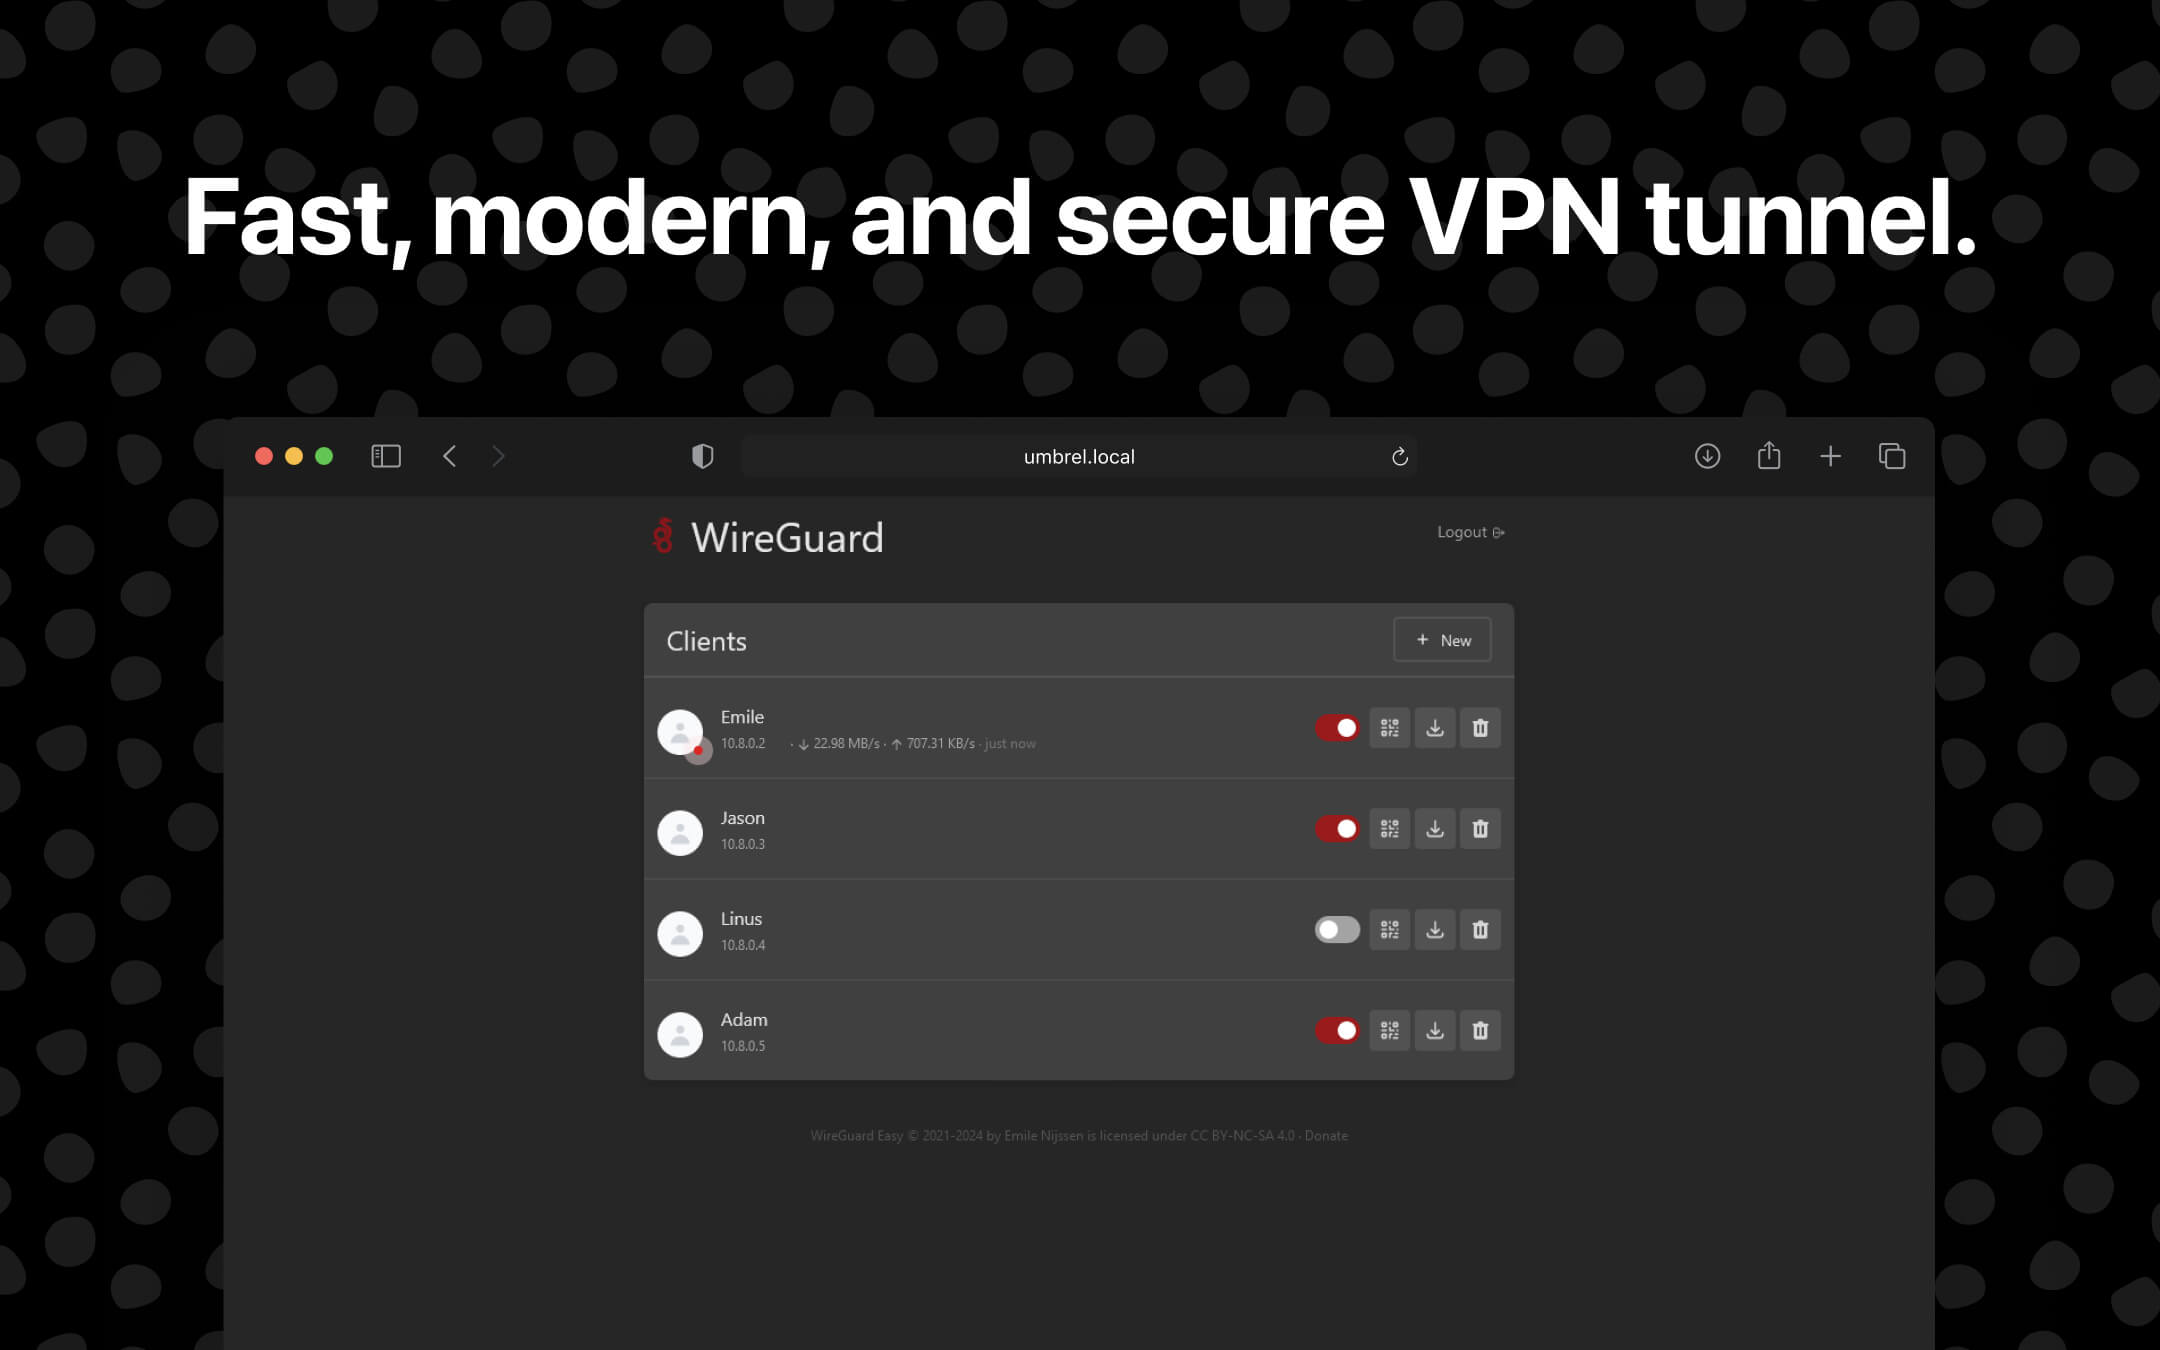 Fast, modern, and secure VPN tunnel.
umbrel.local
WireGuard
Logout
Clients
+ New
Emile
10.8.0.2 · ↓ 22.98 MB/s · ↑ 707.31 KB/s · just now
Jason
10.8.0.3
Linus
10.8.0.4
Adam
10.8.0.5
WireGuard Easy © 2021-2024 by Emile Nijssen is licensed under CC BY-NC-SA 4.0 · Donate